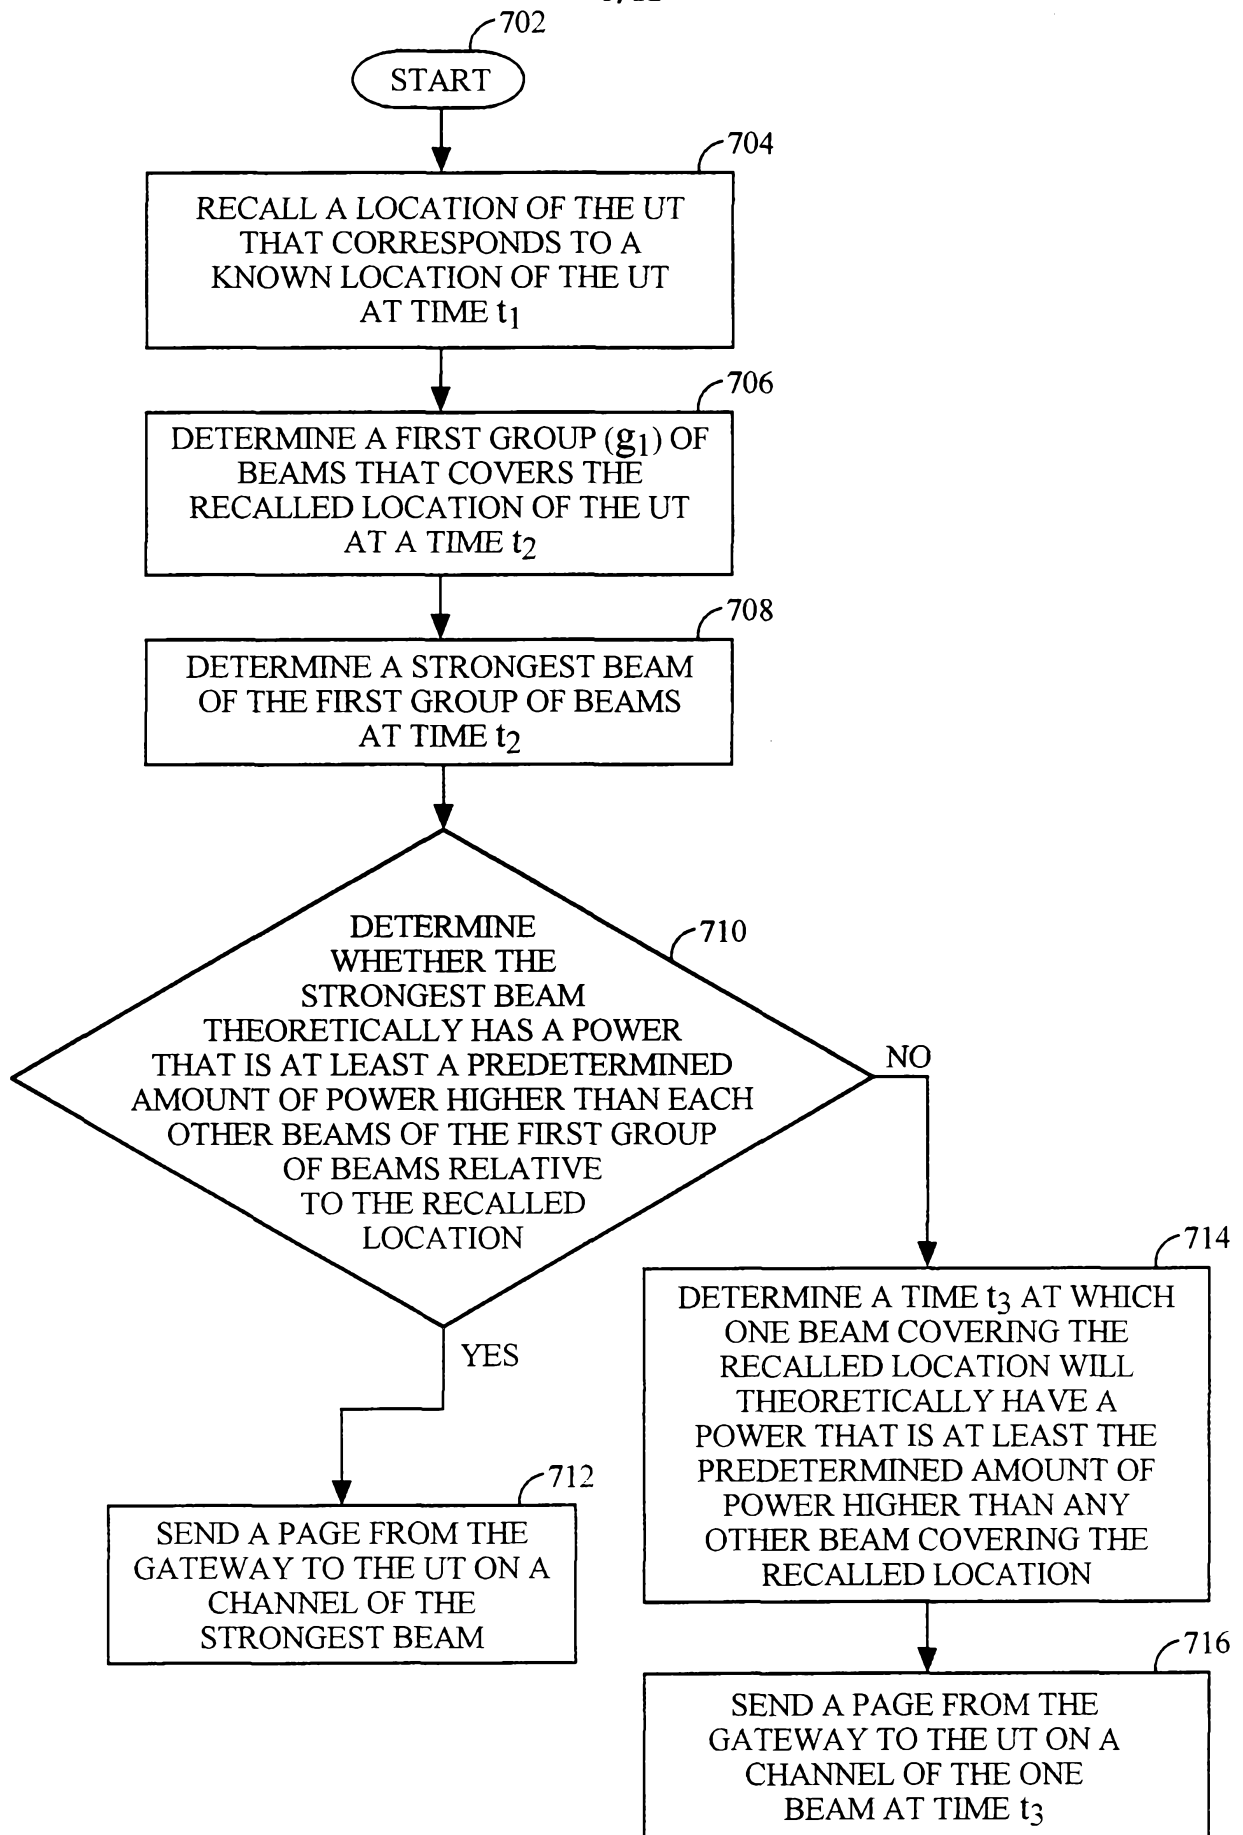 702
START
704
RECALL A LOCATION OF THE UT
THAT CORRESPONDS TO A
KNOWN LOCATION OF THE UT
AT TIME t1
706
DETERMINE A FIRST GROUP (g1) OF
BEAMS THAT COVERS THE
RECALLED LOCATION OF THE UT
AT A TIME t2
708
DETERMINE A STRONGEST BEAM
OF THE FIRST GROUP OF BEAMS
AT TIME t2
710
DETERMINE
WHETHER THE
STRONGEST BEAM
THEORETICALLY HAS A POWER
THAT IS AT LEAST A PREDETERMINED
AMOUNT OF POWER HIGHER THAN EACH
OTHER BEAMS OF THE FIRST GROUP
OF BEAMS RELATIVE
TO THE RECALLED
LOCATION
NO
YES
712
SEND A PAGE FROM THE
GATEWAY TO THE UT ON A
CHANNEL OF THE
STRONGEST BEAM
714
DETERMINE A TIME t3 AT WHICH
ONE BEAM COVERING THE
RECALLED LOCATION WILL
THEORETICALLY HAVE A
POWER THAT IS AT LEAST THE
PREDETERMINED AMOUNT OF
POWER HIGHER THAN ANY
OTHER BEAM COVERING THE
RECALLED LOCATION
716
SEND A PAGE FROM THE
GATEWAY TO THE UT ON A
CHANNEL OF THE ONE
BEAM AT TIME t3